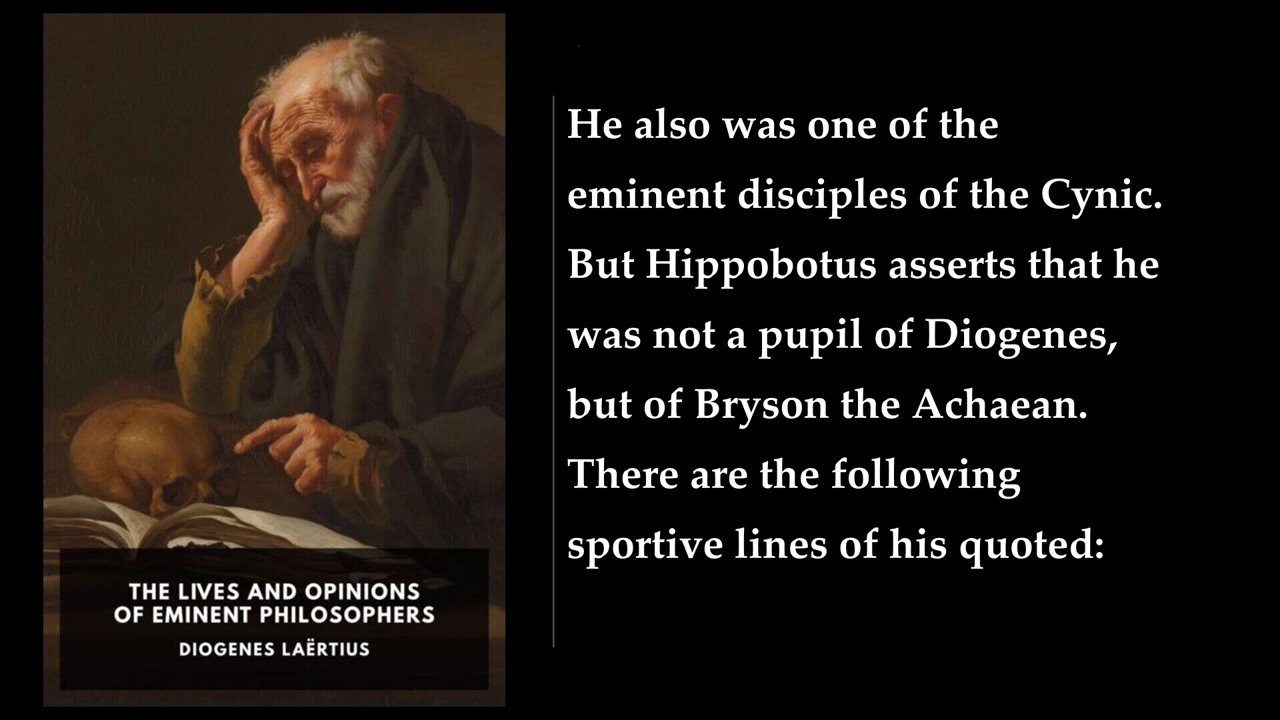 THE LIVES AND OPINIONS
OF EMINENT PHILOSOPHERS
DIOGENES LAËRTIUS
He also was one of the
eminent disciples of the Cynic.
But Hippobotus asserts that he
was not a pupil of Diogenes,
but of Bryson the Achaean.
There are the following
sportive lines of his quoted: